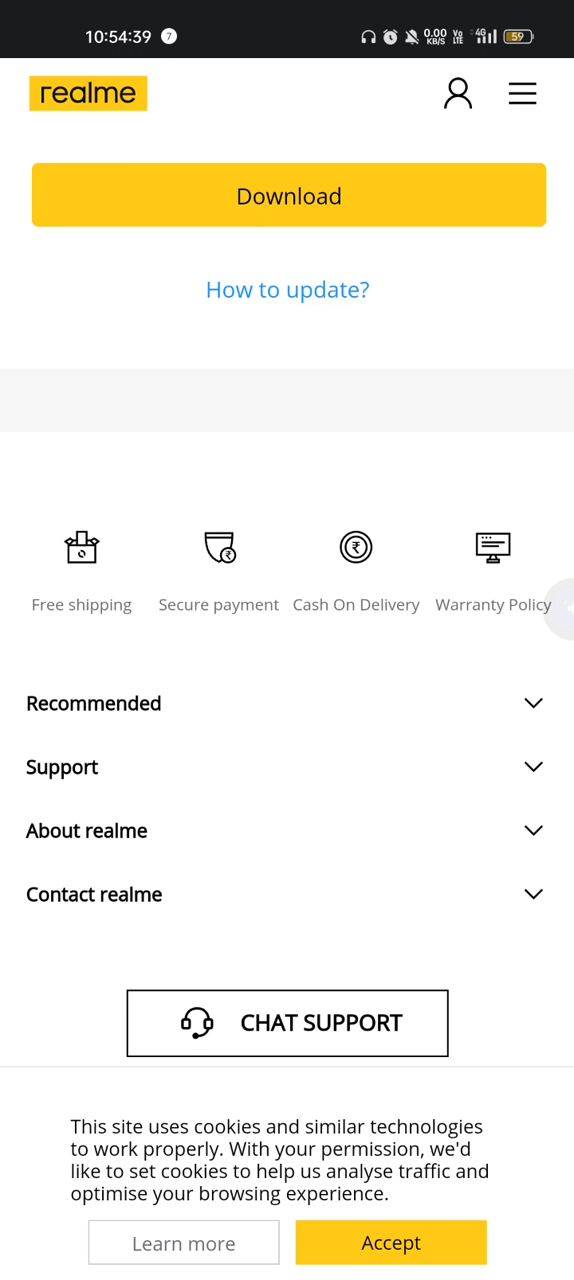 10:54:39 7 0.00 KB/S Vo LTE 4G 59
realme
Download
How to update?
Free shipping Secure payment Cash On Delivery Warranty Policy
Recommended
Support
About realme
Contact realme
CHAT SUPPORT
This site uses cookies and similar technologies
to work properly. With your permission, we'd
like to set cookies to help us analyse traffic and
optimise your browsing experience.
Learn more Accept